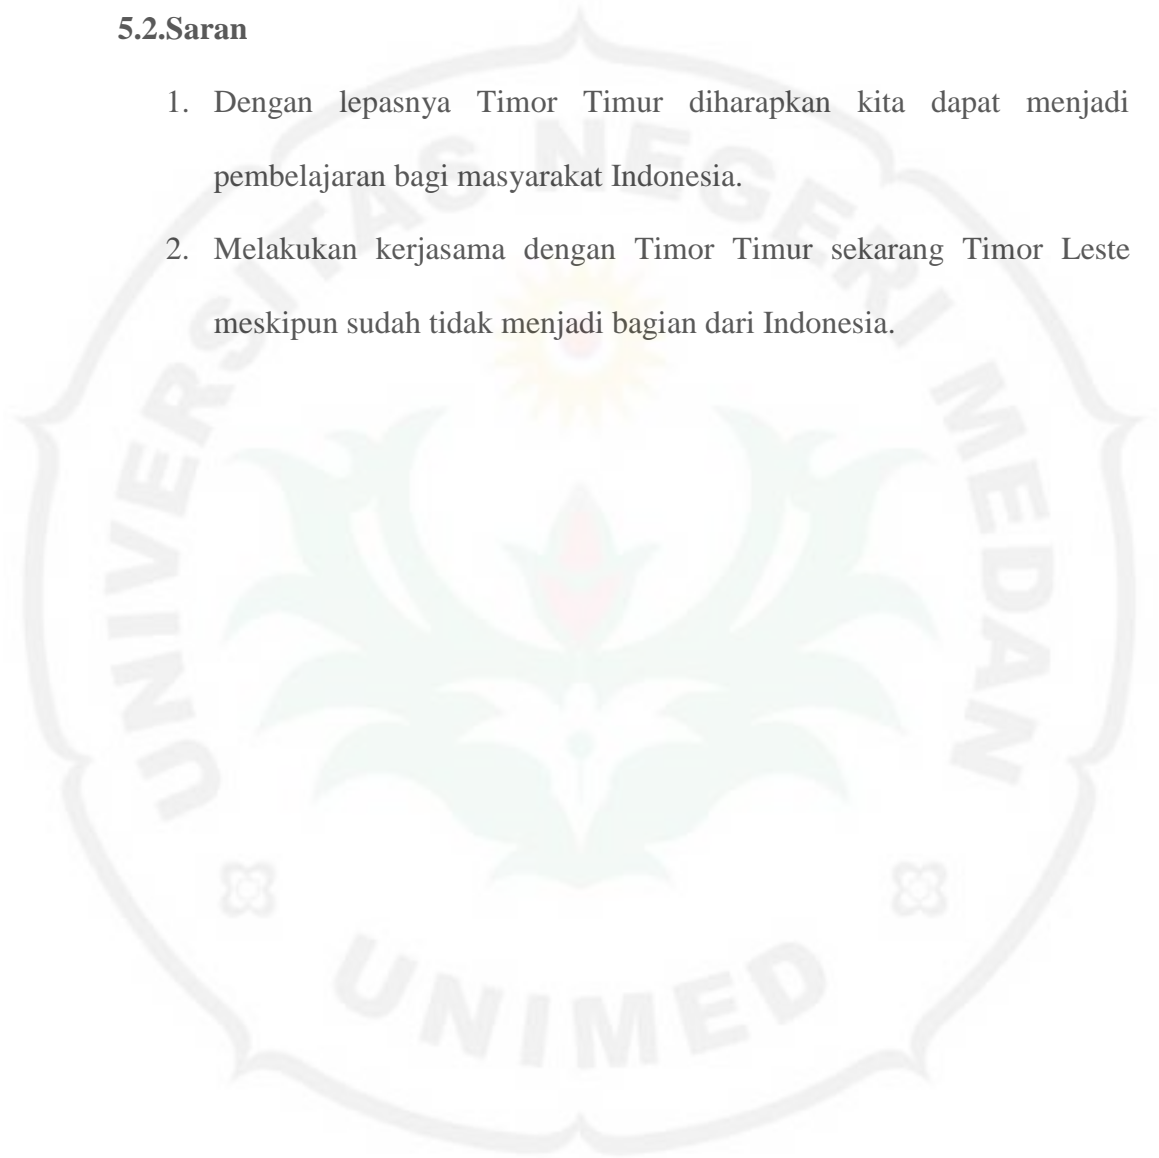 5.2.Saran
1. Dengan lepasnya Timor Timur diharapkan kita dapat menjadi
pembelajaran bagi masyarakat Indonesia.
2. Melakukan kerjasama dengan Timor Timur sekarang Timor Leste
meskipun sudah tidak menjadi bagian dari Indonesia.
UNIVERSITAS NEGERI MEDAN
UNIMED